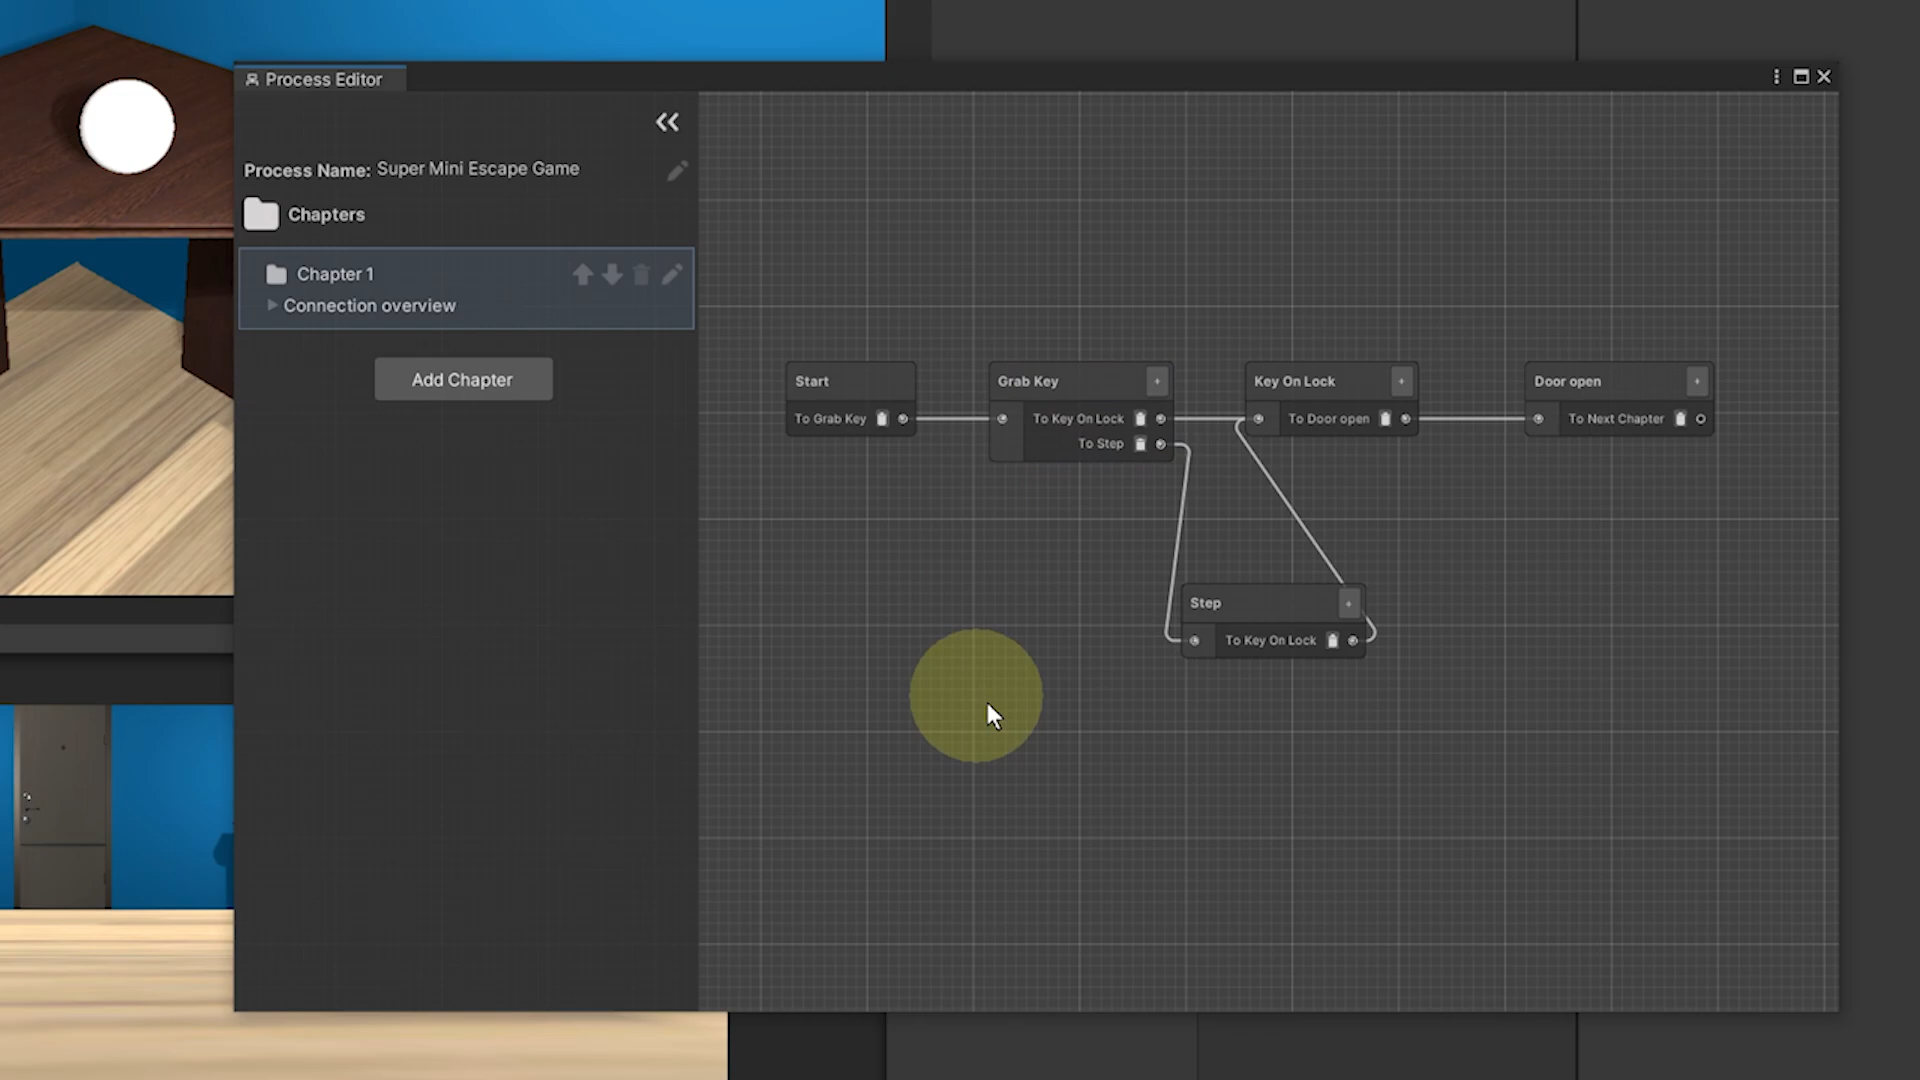 Process Editor
Process Name: Super Mini Escape Game
Chapters
Chapter 1
Connection overview
Add Chapter
Start
To Grab Key
Grab Key
To Key On Lock
To Step
Key On Lock
To Door open
Door open
To Next Chapter
Step
To Key On Lock